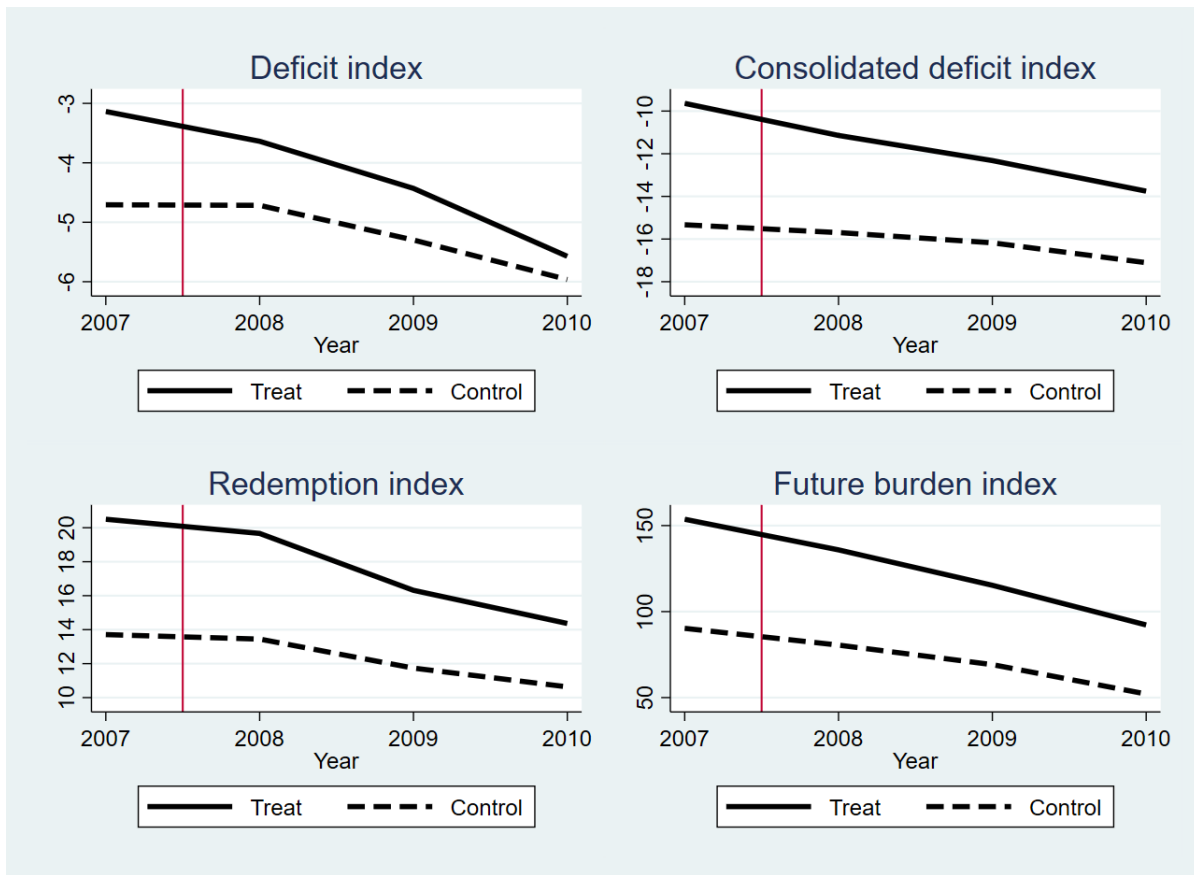 Deficit index
-3
-4
-5
-6
2007 2008 2009 2010
Year
Treat Control
Consolidated deficit index
-10
-12
-14
-16
-18
2007 2008 2009 2010
Year
Treat Control
Redemption index
20
18
16
14
12
10
2007 2008 2009 2010
Year
Treat Control
Future burden index
150
100
50
2007 2008 2009 2010
Year
Treat Control